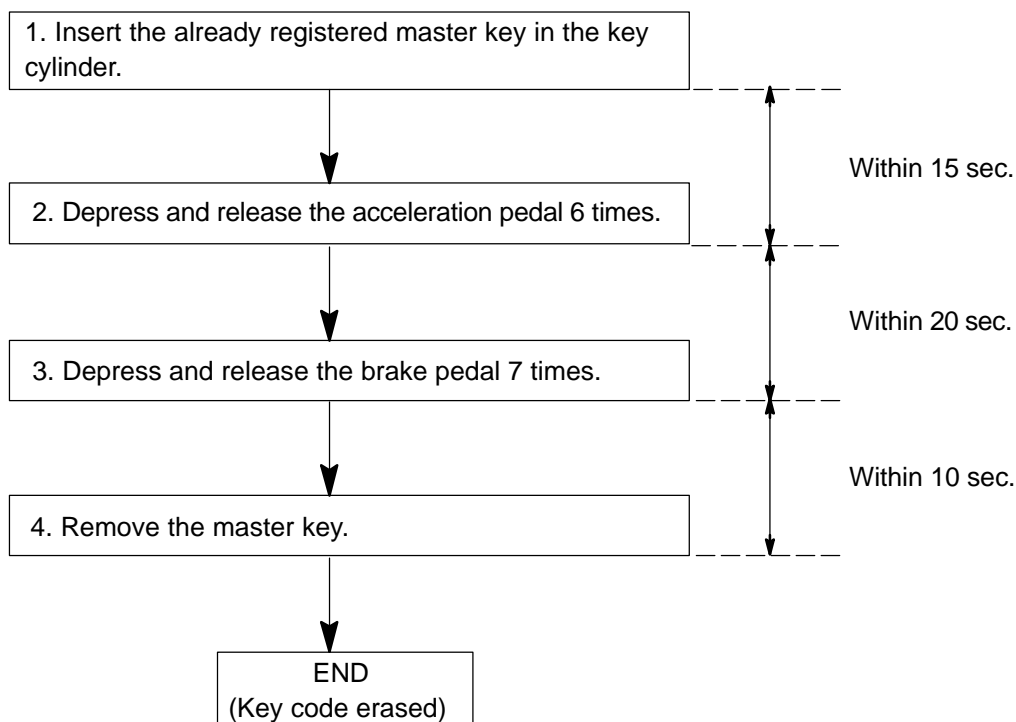 1. Insert the already registered master key in the key
cylinder.
Within 15 sec.
2. Depress and release the acceleration pedal 6 times.
Within 20 sec.
3. Depress and release the brake pedal 7 times.
Within 10 sec.
4. Remove the master key.
END
(Key code erased)